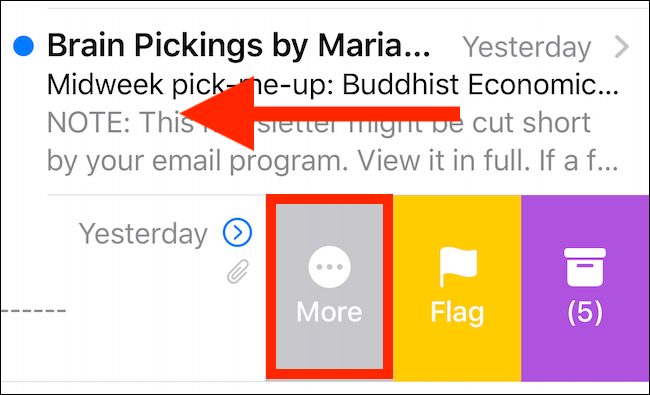 Brain Pickings by Maria... Yesterday
Midweek pick-me-up: Buddhist Economic...
NOTE: This newsletter might be cut short
by your email program. View it in full. If a f...
Yesterday
------
More Flag (5)